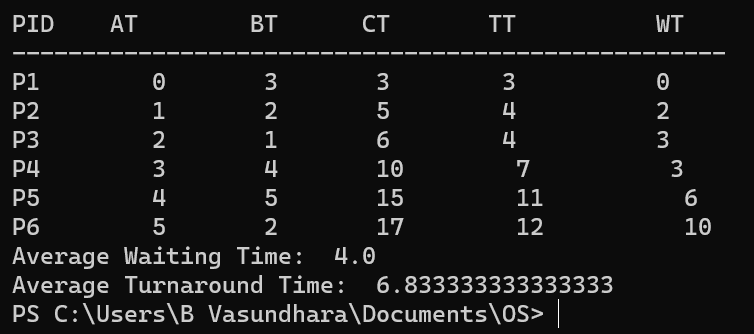 PID AT BT CT TT WT
---------------------------------------------------
P1 0 3 3 3 0
P2 1 2 5 4 2
P3 2 1 6 4 3
P4 3 4 10 7 3
P5 4 5 15 11 6
P6 5 2 17 12 10
Average Waiting Time:  4.0
Average Turnaround Time:  6.833333333333333
PS C:\Users\B Vasundhara\Documents\OS>